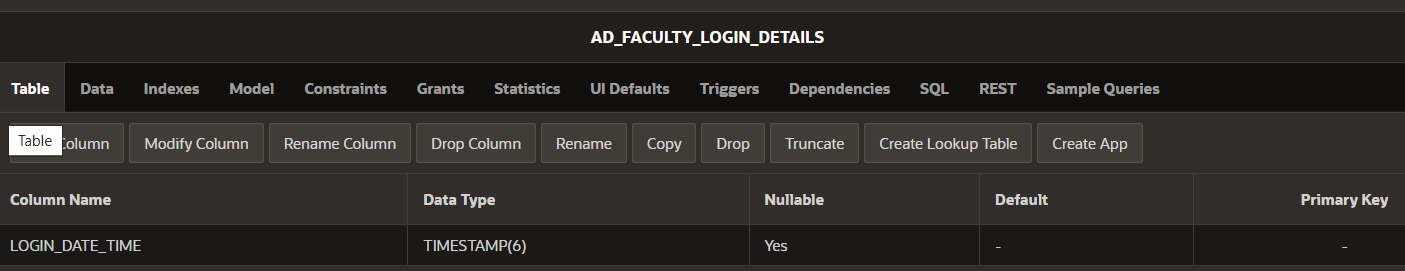 AD_FACULTY_LOGIN_DETAILS
Table Data Indexes Model Constraints Grants Statistics UI Defaults Triggers Dependencies SQL REST Sample Queries
Table Column Modify Column Rename Column Drop Column Rename Copy Drop Truncate Create Lookup Table Create App
Column Name Data Type Nullable Default Primary Key
LOGIN_DATE_TIME TIMESTAMP(6) Yes - -